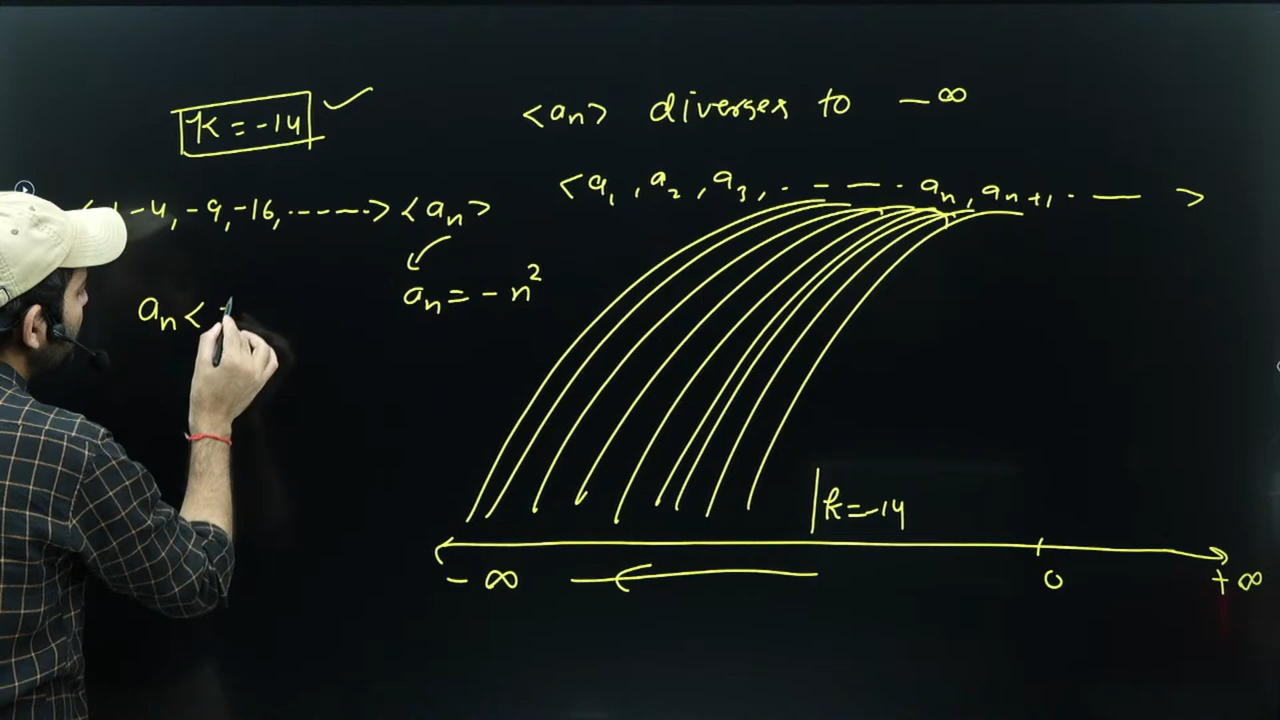 K = -14
<aₙ> diverges to -∞
<a₁, a₂, a₃, . - - - . aₙ, aₙ₊₁ . - >
-4, -9, -16, ------> <aₙ>
aₙ = -n²
aₙ <
k=-14
-∞ 0 +∞